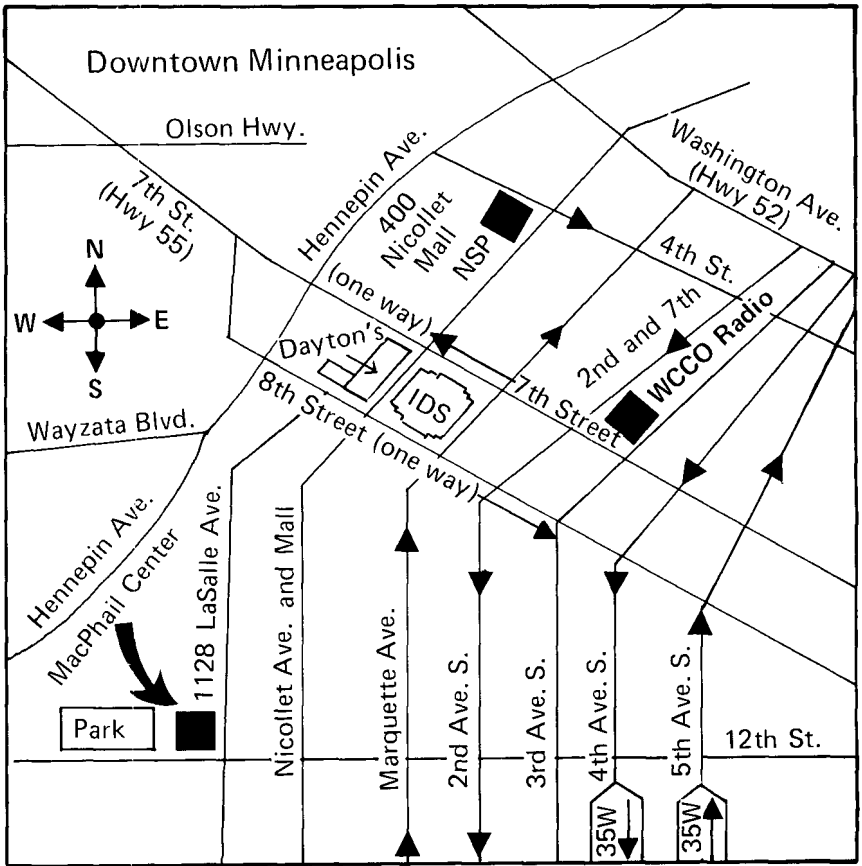 Downtown Minneapolis
Olson Hwy.
7th St.
(Hwy 55)
Hennepin Ave.
400
Nicollet
Mall
NSP
Washington Ave.
(Hwy 52)
4th St.
N
W
E
S
(one way)
Dayton's
IDS
2nd and 7th
WCCO Radio
7th Street
8th Street (one way)
Wayzata Blvd.
Hennepin Ave.
MacPhail Center
1128 LaSalle Ave.
Nicollet Ave. and Mall
Marquette Ave.
2nd Ave. S.
3rd Ave. S.
4th Ave. S.
5th Ave. S.
12th St.
Park
35W
35W